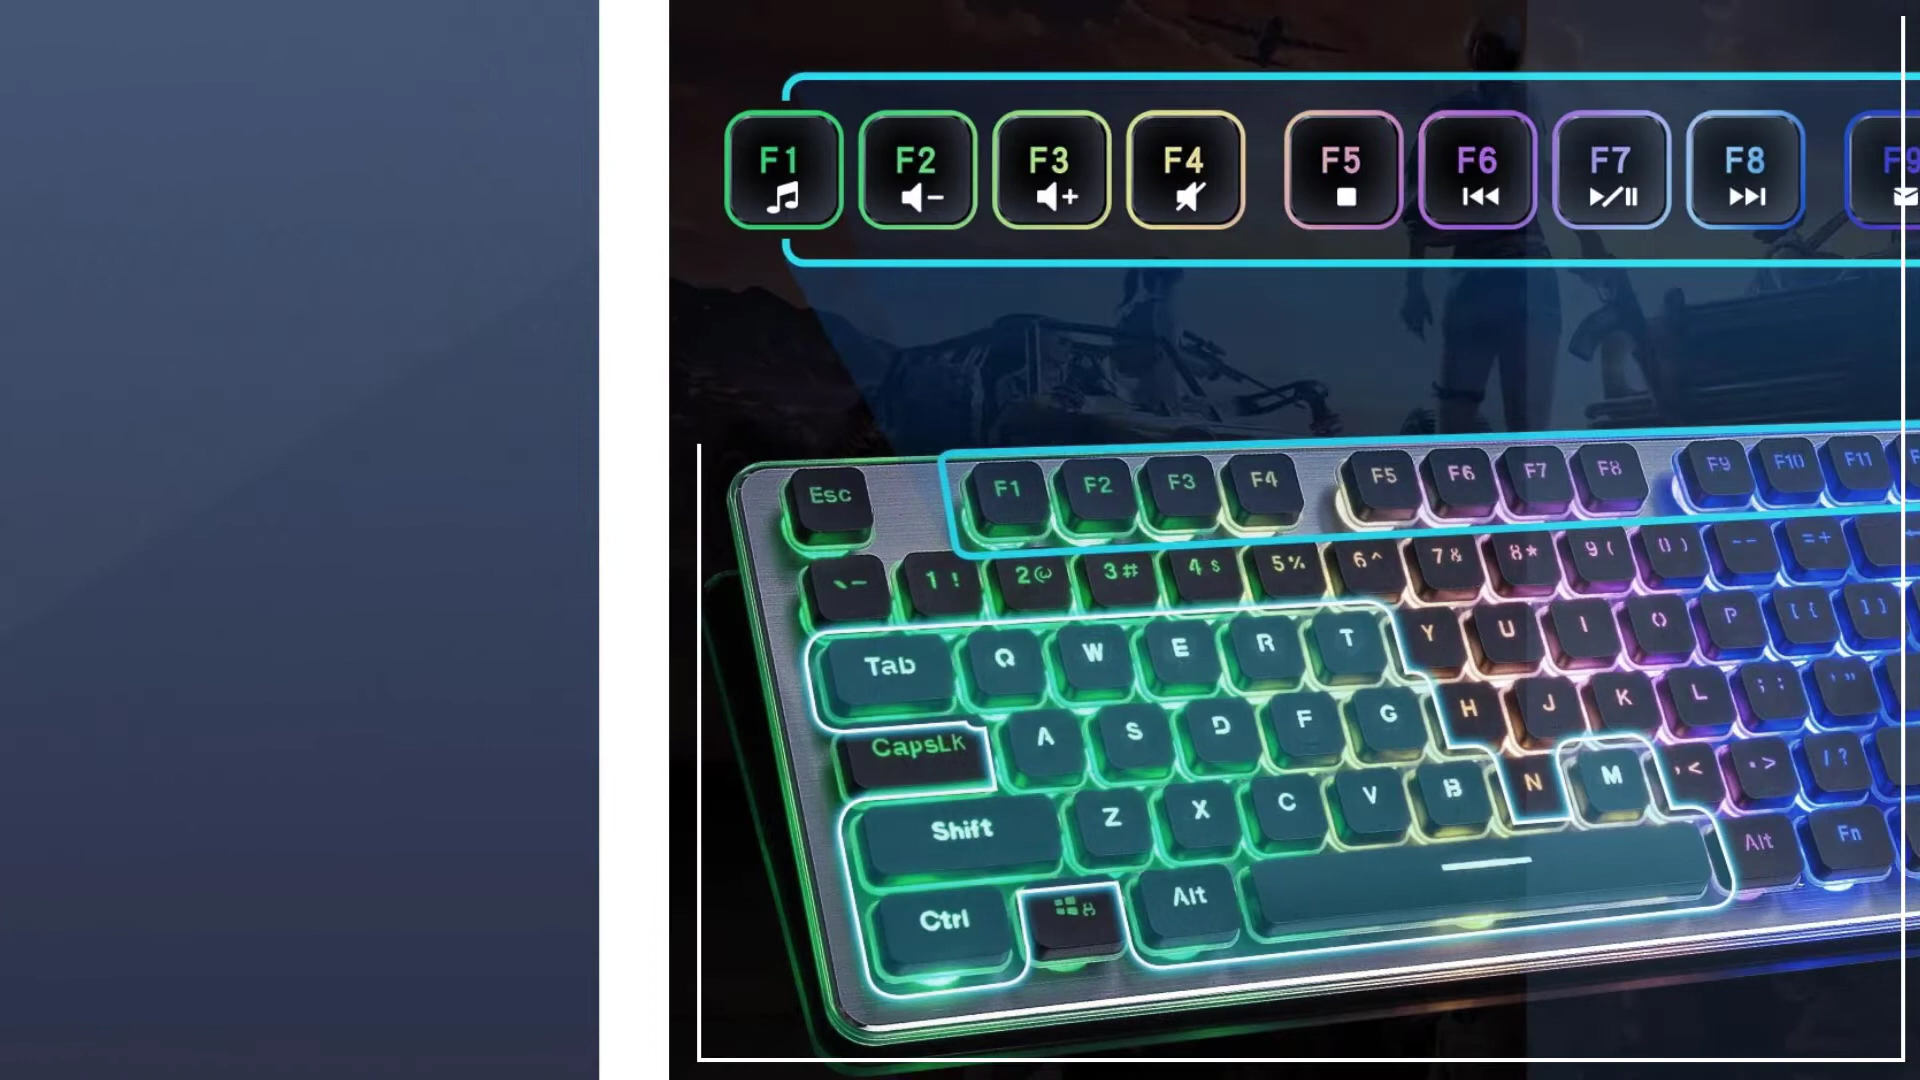 F1 F2 F3 F4 F5 F6 F7 F8 F9
Esc F1 F2 F3 F4 F5 F6 F7 F8 F9 F10 F11
1 ! 2@ 3# 4 $ 5% 6^ 7& 8* 9( 0) -- =+
Tab Q W E R T Y U I O P [ { ] }
CapsLk A S D F G H J K L ; : ' "
Shift Z X C V B N M , < . > / ?
Ctrl Alt Alt Fn